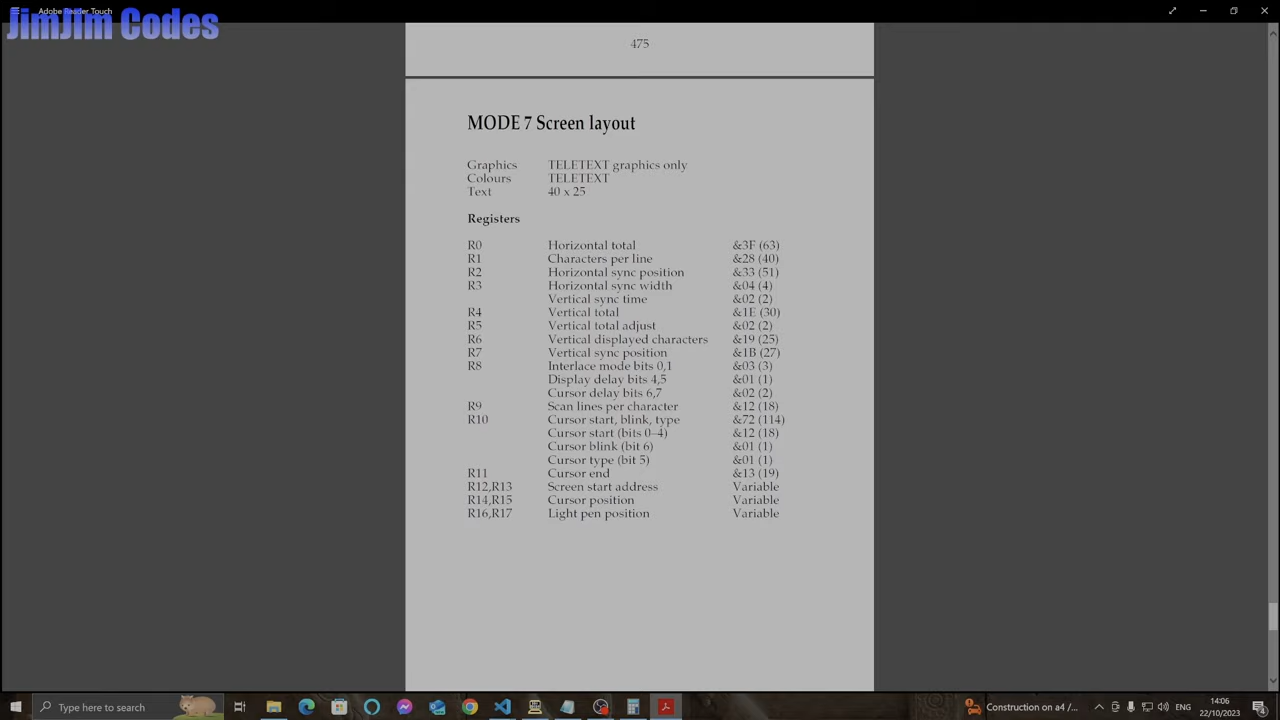 Adobe Reader Touch
JimJim Codes
475
MODE 7 Screen layout
Graphics TELETEXT graphics only
Colours TELETEXT
Text 40 x 25
Registers
R0 Horizontal total &3F (63)
R1 Characters per line &28 (40)
R2 Horizontal sync position &33 (51)
R3 Horizontal sync width &04 (4)
Vertical sync time &02 (2)
R4 Vertical total &1E (30)
R5 Vertical total adjust &02 (2)
R6 Vertical displayed characters &19 (25)
R7 Vertical sync position &1B (27)
R8 Interlace mode bits 0,1 &03 (3)
Display delay bits 4,5 &01 (1)
Cursor delay bits 6,7 &02 (2)
R9 Scan lines per character &12 (18)
R10 Cursor start, blink, type &72 (114)
Cursor start (bits 0–4) &12 (18)
Cursor blink (bit 6) &01 (1)
Cursor type (bit 5) &01 (1)
R11 Cursor end &13 (19)
R12,R13 Screen start address Variable
R14,R15 Cursor position Variable
R16,R17 Light pen position Variable
Type here to search
Construction on a4 /...
ENG
14:06
22/10/2023